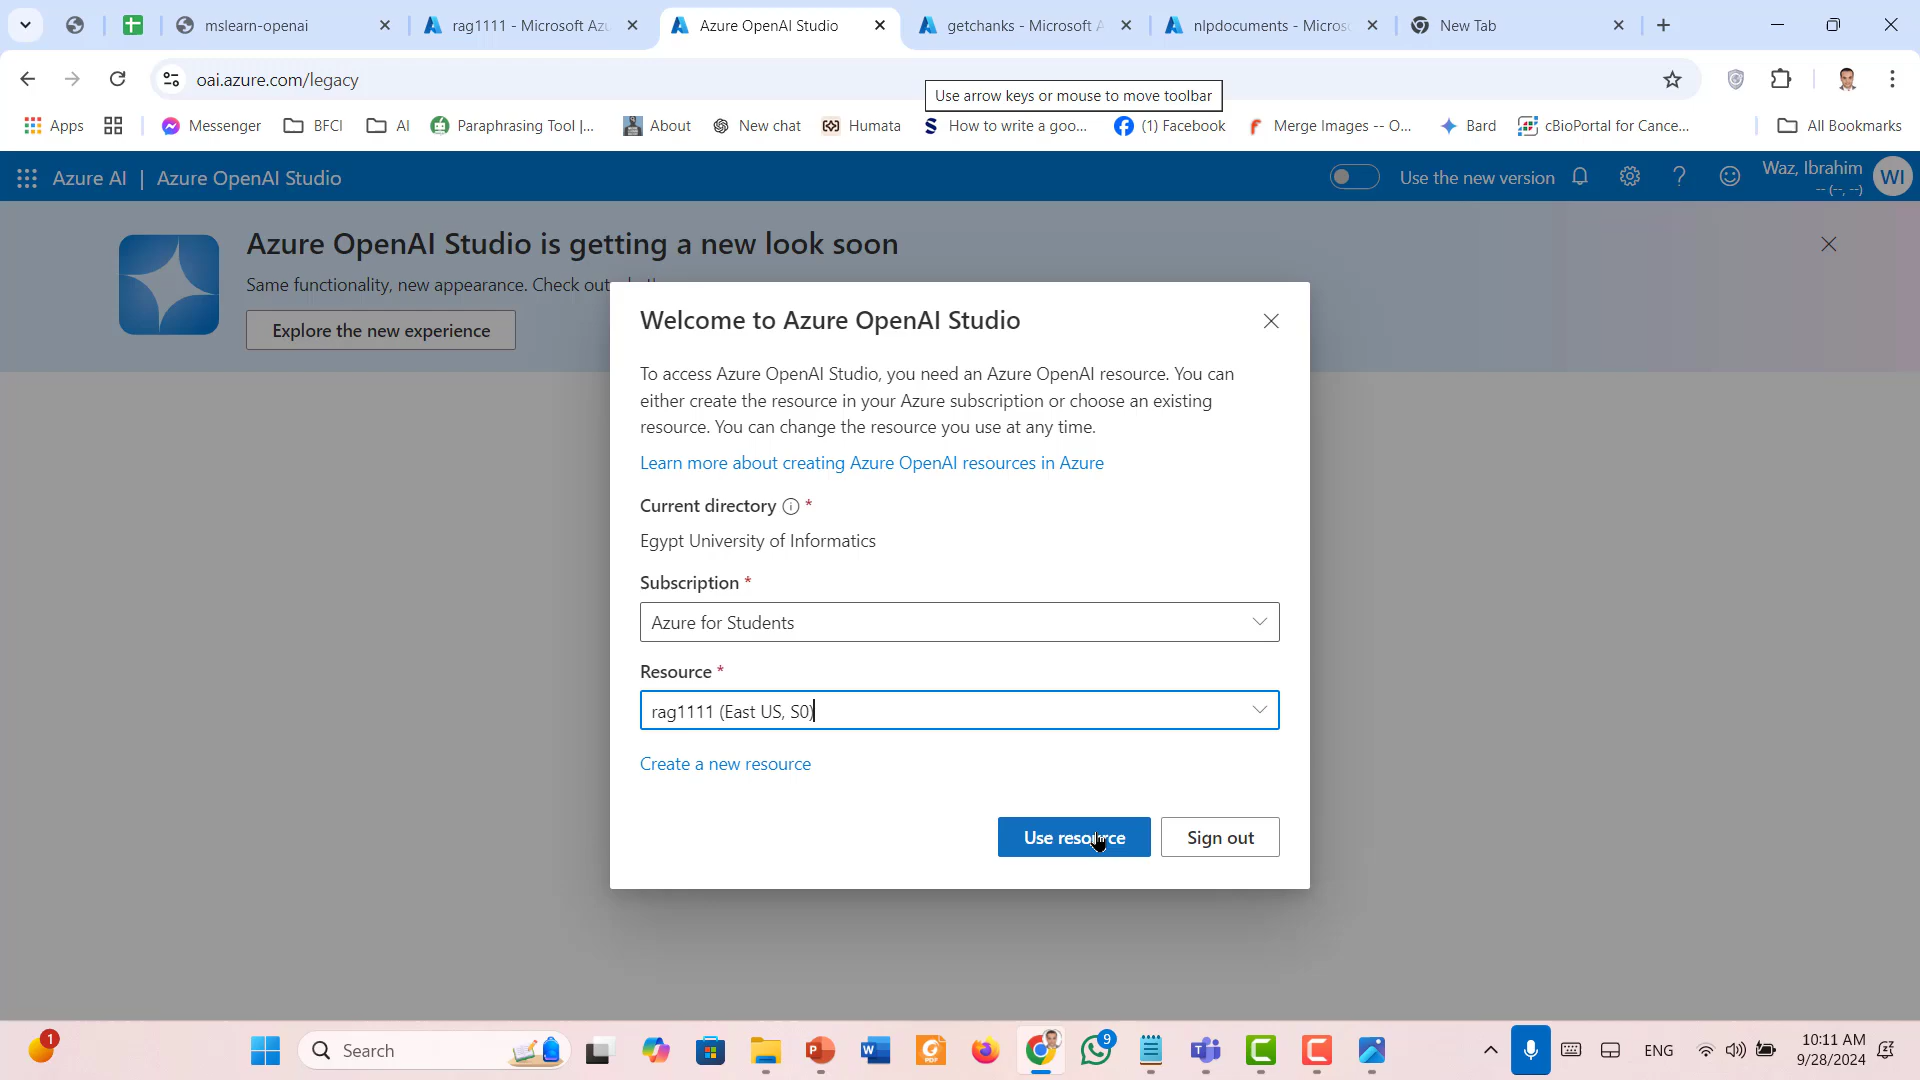 mslearn-openai
rag1111 - Microsoft Azu
Azure OpenAI Studio
getchanks - Microsoft A
nlpdocuments - Micros
New Tab
oai.azure.com/legacy
Use arrow keys or mouse to move toolbar
Apps
Messenger
BFCI
AI
Paraphrasing Tool |...
About
New chat
Humata
How to write a goo...
(1) Facebook
Merge Images -- O...
Bard
cBioPortal for Cance...
All Bookmarks
Azure AI | Azure OpenAI Studio
Use the new version
Waz, Ibrahim
-- (--, --)
WI
Azure OpenAI Studio is getting a new look soon
Same functionality, new appearance. Check out
Explore the new experience
Welcome to Azure OpenAI Studio
To access Azure OpenAI Studio, you need an Azure OpenAI resource. You can
either create the resource in your Azure subscription or choose an existing
resource. You can change the resource you use at any time.
Learn more about creating Azure OpenAI resources in Azure
Current directory *
Egypt University of Informatics
Subscription *
Azure for Students
Resource *
rag1111 (East US, S0)
Create a new resource
Use resource
Sign out
1
Search
9
ENG
10:11 AM
9/28/2024